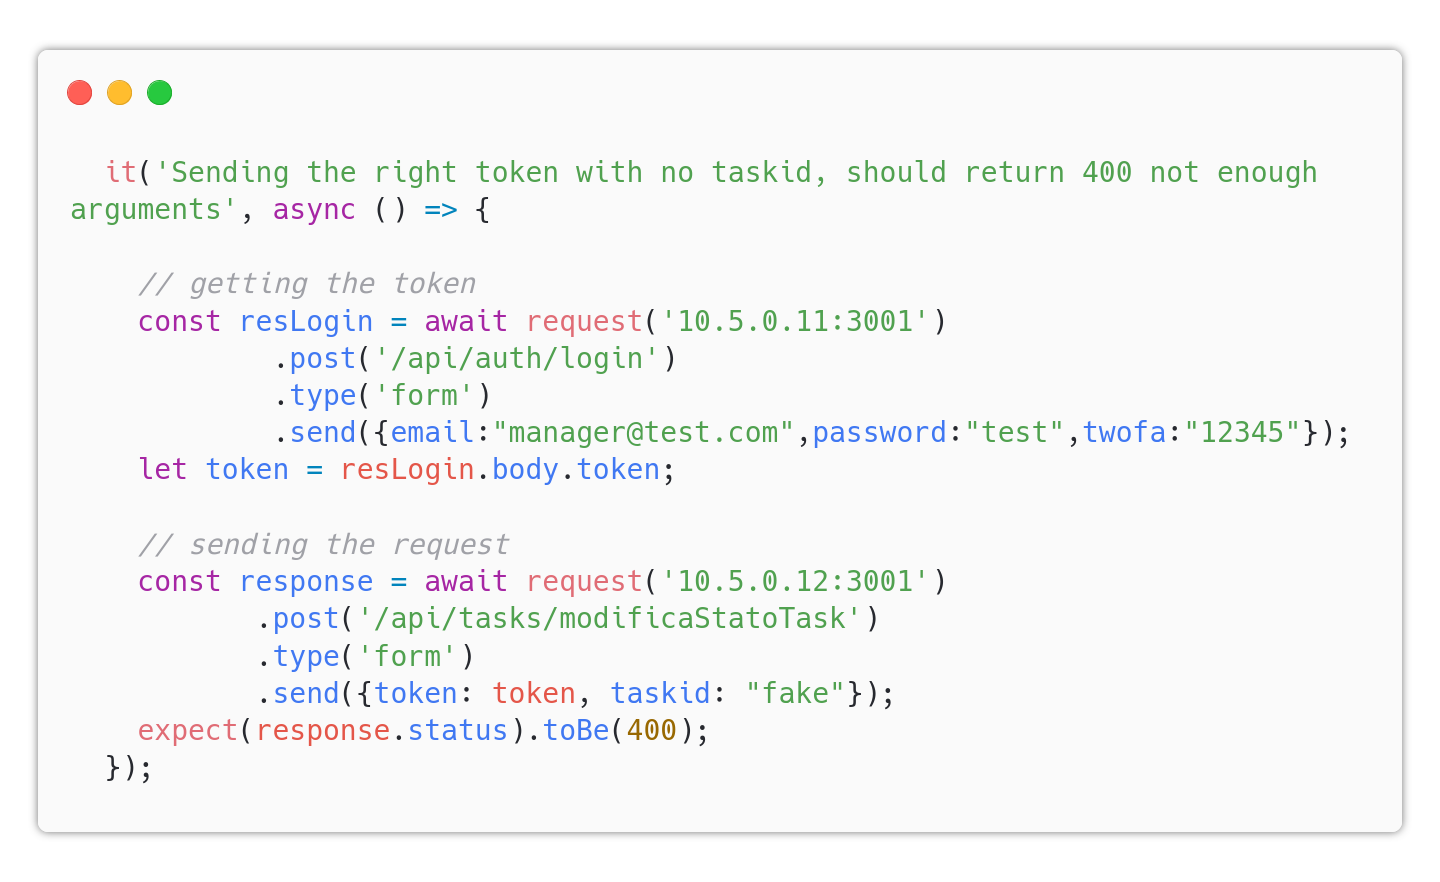 it('Sending the right token with no taskid, should return 400 not enough
arguments', async () => {
// getting the token
const resLogin = await request('10.5.0.11:3001')
.post('/api/auth/login')
.type('form')
.send({email:"manager@test.com",password:"test",twofa:"12345"});
let token = resLogin.body.token;
// sending the request
const response = await request('10.5.0.12:3001')
.post('/api/tasks/modificaStatoTask')
.type('form')
.send({token: token, taskid: "fake"});
expect(response.status).toBe(400);
});